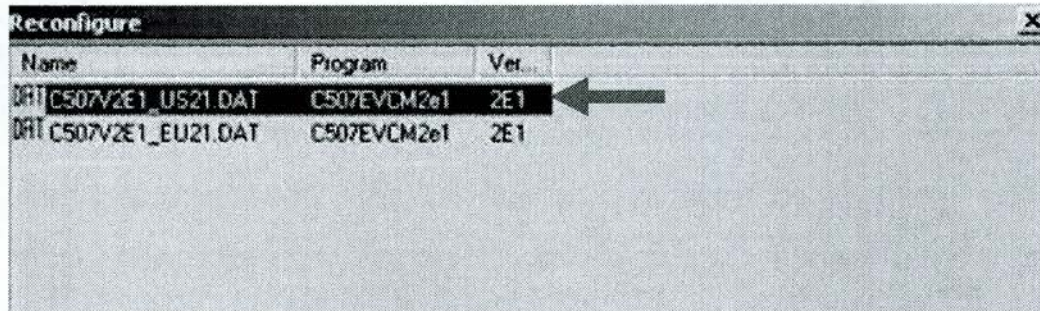 Reconfigure
Name Program Ver...
DAT C507V2E1_US21.DAT C507EVCM2e1 2E1
DAT C507V2E1_EU21.DAT C507EVCM2e1 2E1